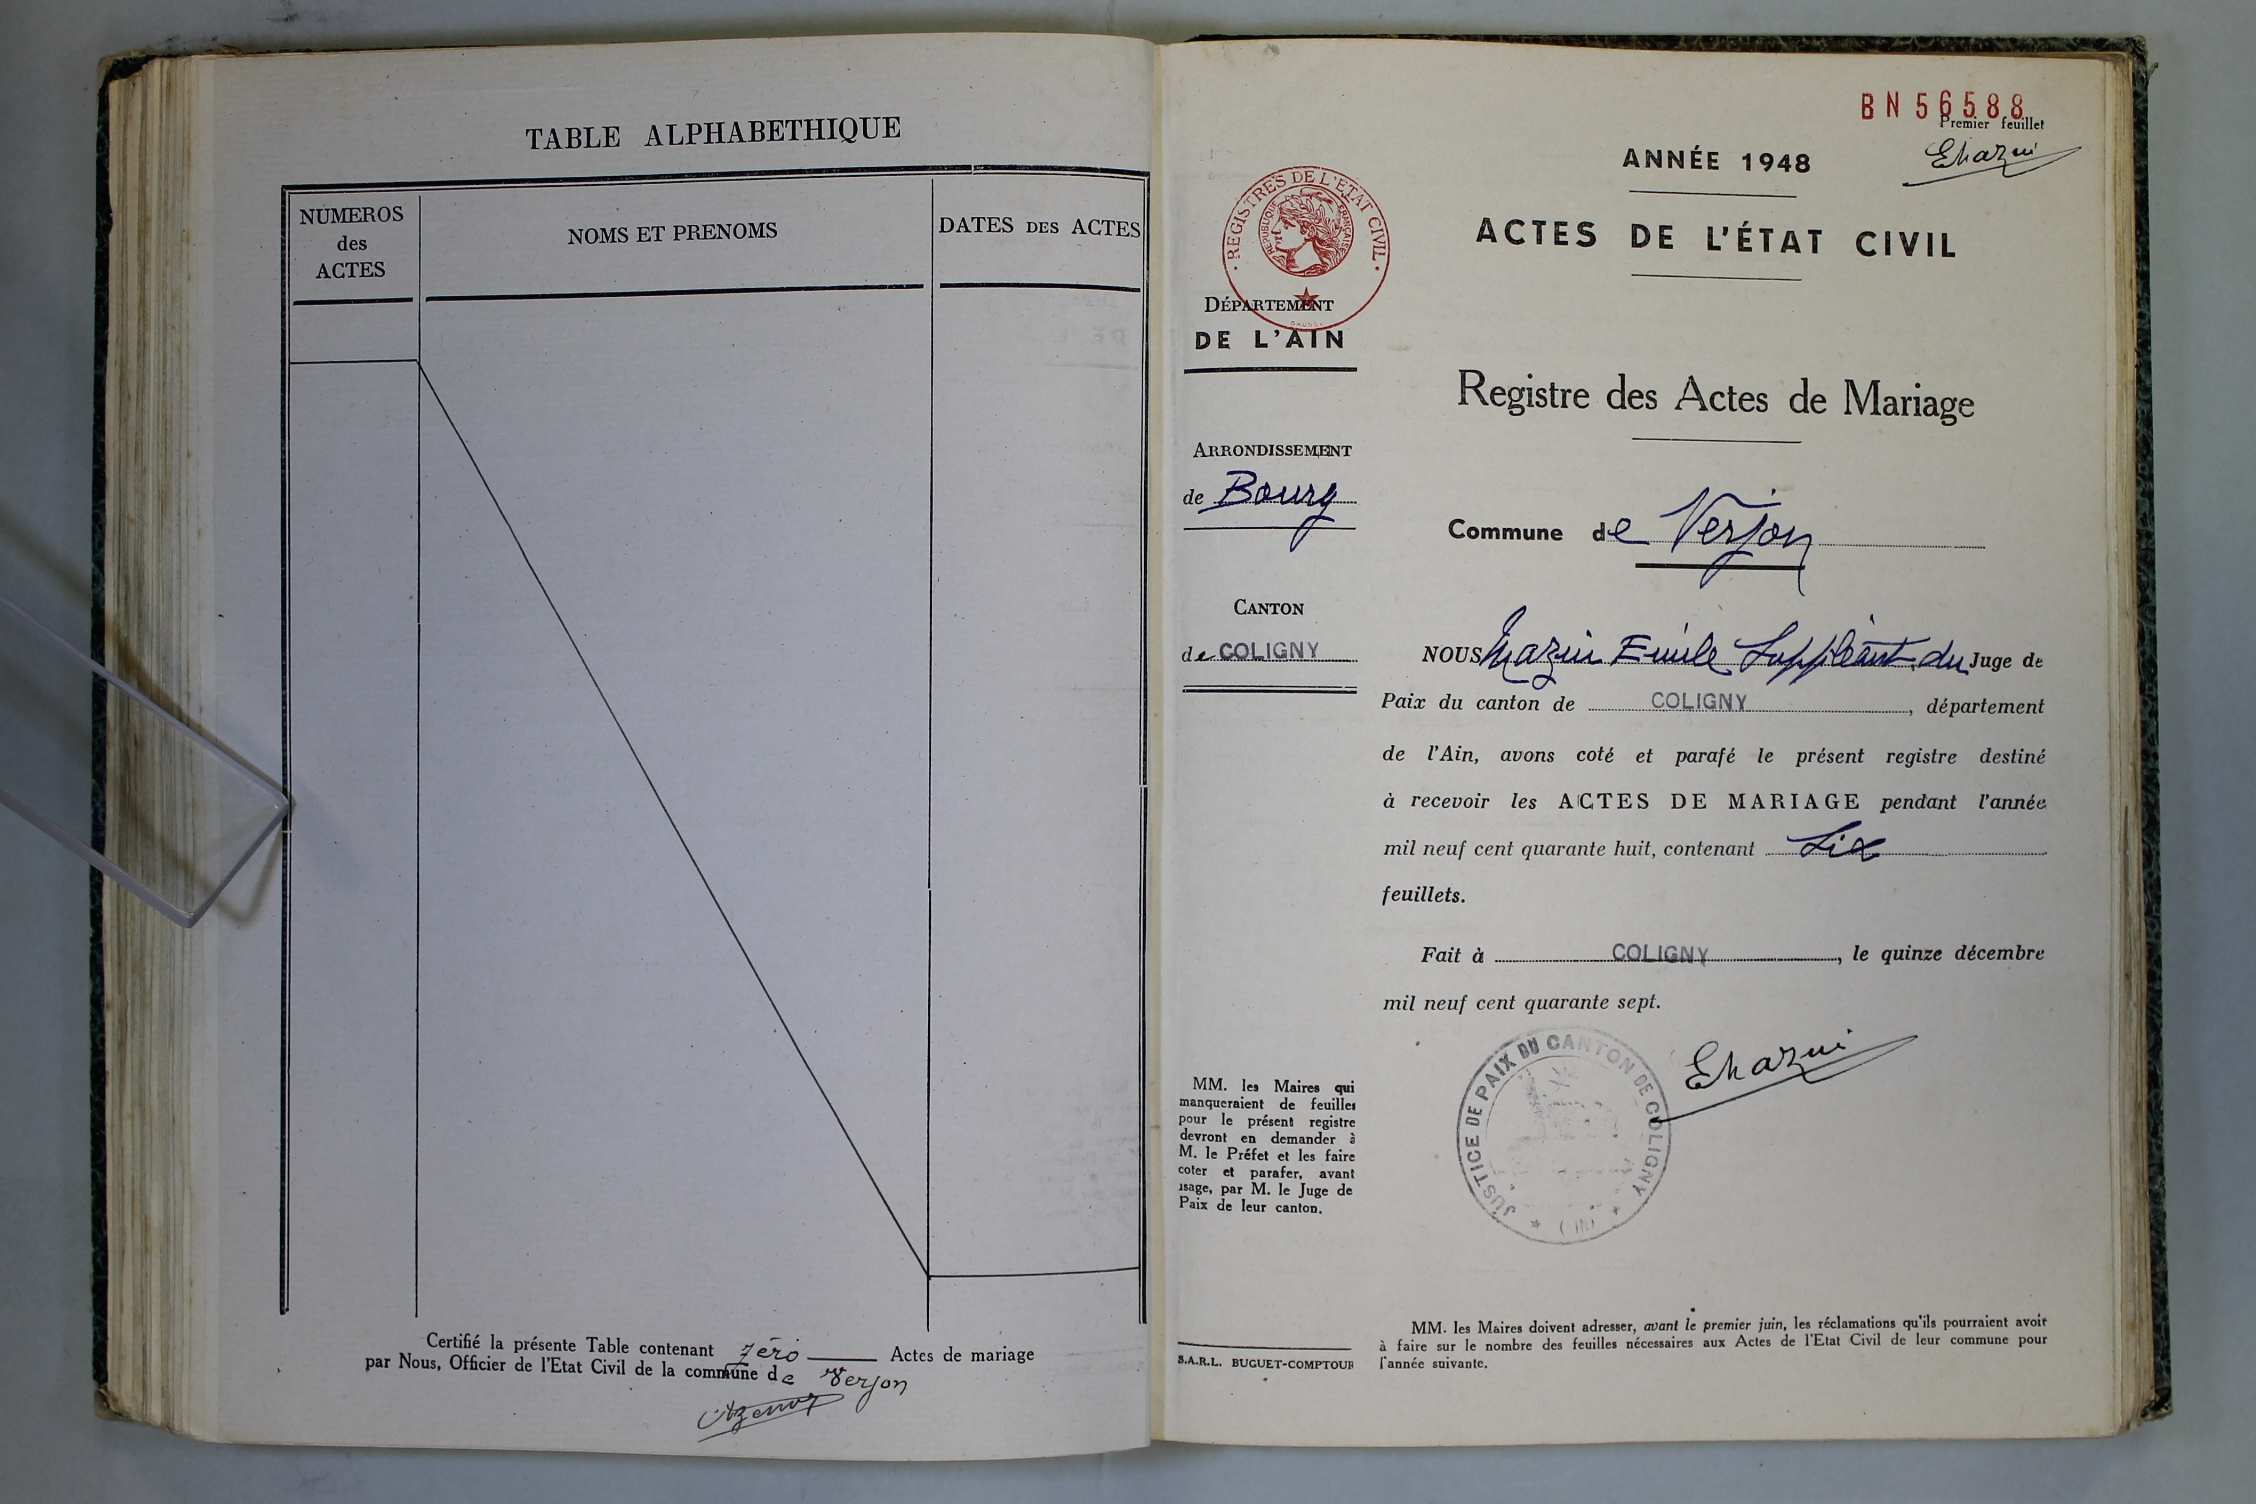 TABLE ALPHABETHIQUE
NUMEROS
des
ACTES
NOMS ET PRENOMS
DATES DES ACTES
Certifié la présente Table contenant zéro Actes de mariage
par Nous, Officier de l'Etat Civil de la commune de Verjon
BN 56588
Premier feuillet
EMazui
ANNÉE 1948
ACTES DE L'ÉTAT CIVIL
REGISTRES DE L'ETAT CIVIL
REPUBLIQUE FRANÇAISE
DÉPARTEMENT
DE L'AIN
Registre des Actes de Mariage
ARRONDISSEMENT
de Bourg
Commune de Verjon
CANTON
de COLIGNY
NOUS Mazui Emile Suppléant du Juge de
Paix du canton de COLIGNY, département
de l'Ain, avons coté et parafé le présent registre destiné
à recevoir les ACTES DE MARIAGE pendant l'année
mil neuf cent quarante huit, contenant Six
feuillets.
Fait à COLIGNY, le quinze décembre
mil neuf cent quarante sept.
EMazui
JUSTICE DE PAIX DU CANTON DE COLIGNY
MM. les Maires qui
manqueraient de feuilles
pour le présent registre
devront en demander à
M. le Préfet et les faire
coter et parafer, avant
usage, par M. le Juge de
Paix de leur canton.
S.A.R.L. BUGUET-COMPTOUR
MM. les Maires doivent adresser, avant le premier juin, les réclamations qu'ils pourraient avoir
à faire sur le nombre des feuilles nécessaires aux Actes de l'Etat Civil de leur commune pour
l'année suivante.